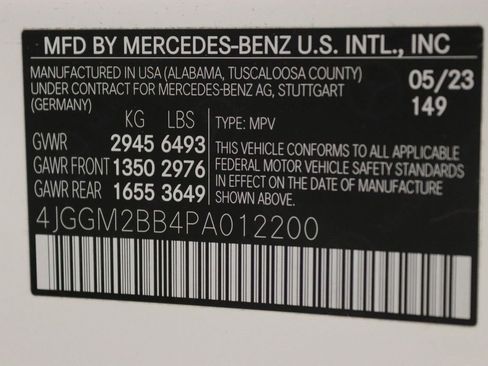 MFD BY MERCEDES-BENZ U.S. INTL., INC
MANUFACTURED IN USA (ALABAMA, TUSCALOOSA COUNTY) 05/23
UNDER CONTRACT FOR MERCEDES-BENZ AG, STUTTGART 149
(GERMANY)
KG LBS
GVWR 2945 6493
GAWR FRONT 1350 2976
GAWR REAR 1655 3649
TYPE: MPV
THIS VEHICLE CONFORMS TO ALL APPLICABLE
FEDERAL MOTOR VEHICLE SAFETY STANDARDS
IN EFFECT ON THE DATE OF MANUFACTURE
SHOWN ABOVE.
4JGGM2BB4PA012200